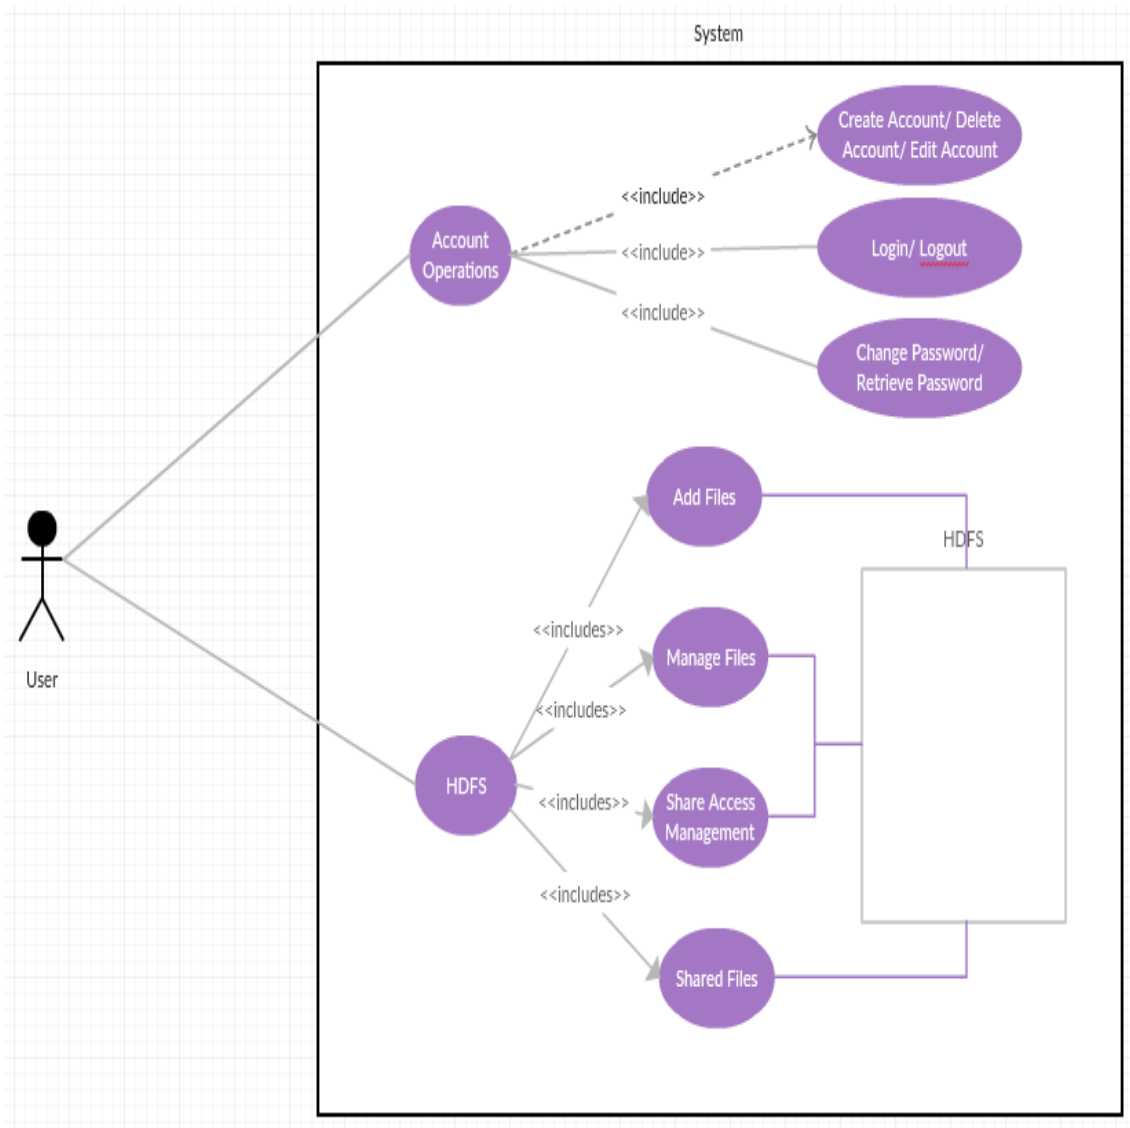 System
Create Account/ Delete
Account/ Edit Account
<<include>>
Account
Operations
<<include>>
Login/ Logout
<<include>>
Change Password/
Retrieve Password
Add Files
HDFS
<<includes>>
Manage Files
User
<<includes>>
HDFS
<<includes>>
Share Access
Management
<<includes>>
Shared Files